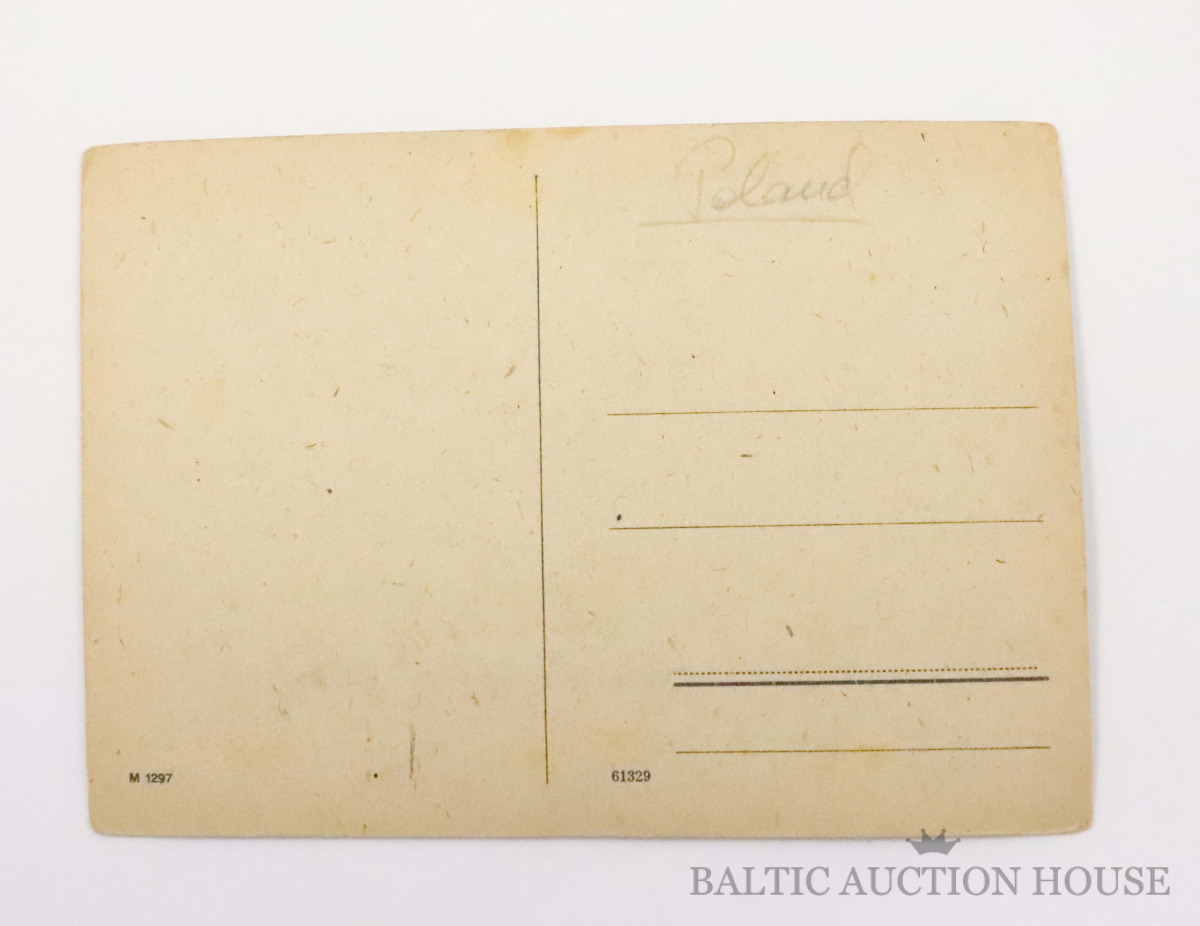 Poland
M 1297
61329
BALTIC AUCTION HOUSE